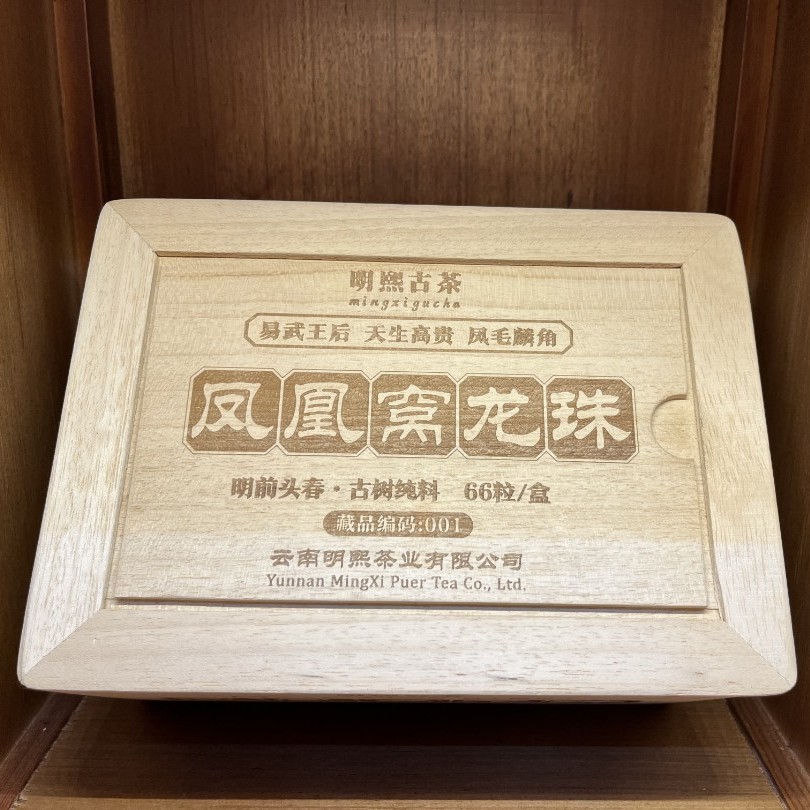 明熙古茶
mingxigucha
易武王后 天生高贵 凤毛麟角
凤凰窝龙珠
明前头春·古树纯料 66粒/盒
藏品编码:001
云南明熙茶业有限公司
Yunnan MingXi Puer Tea Co., Ltd.